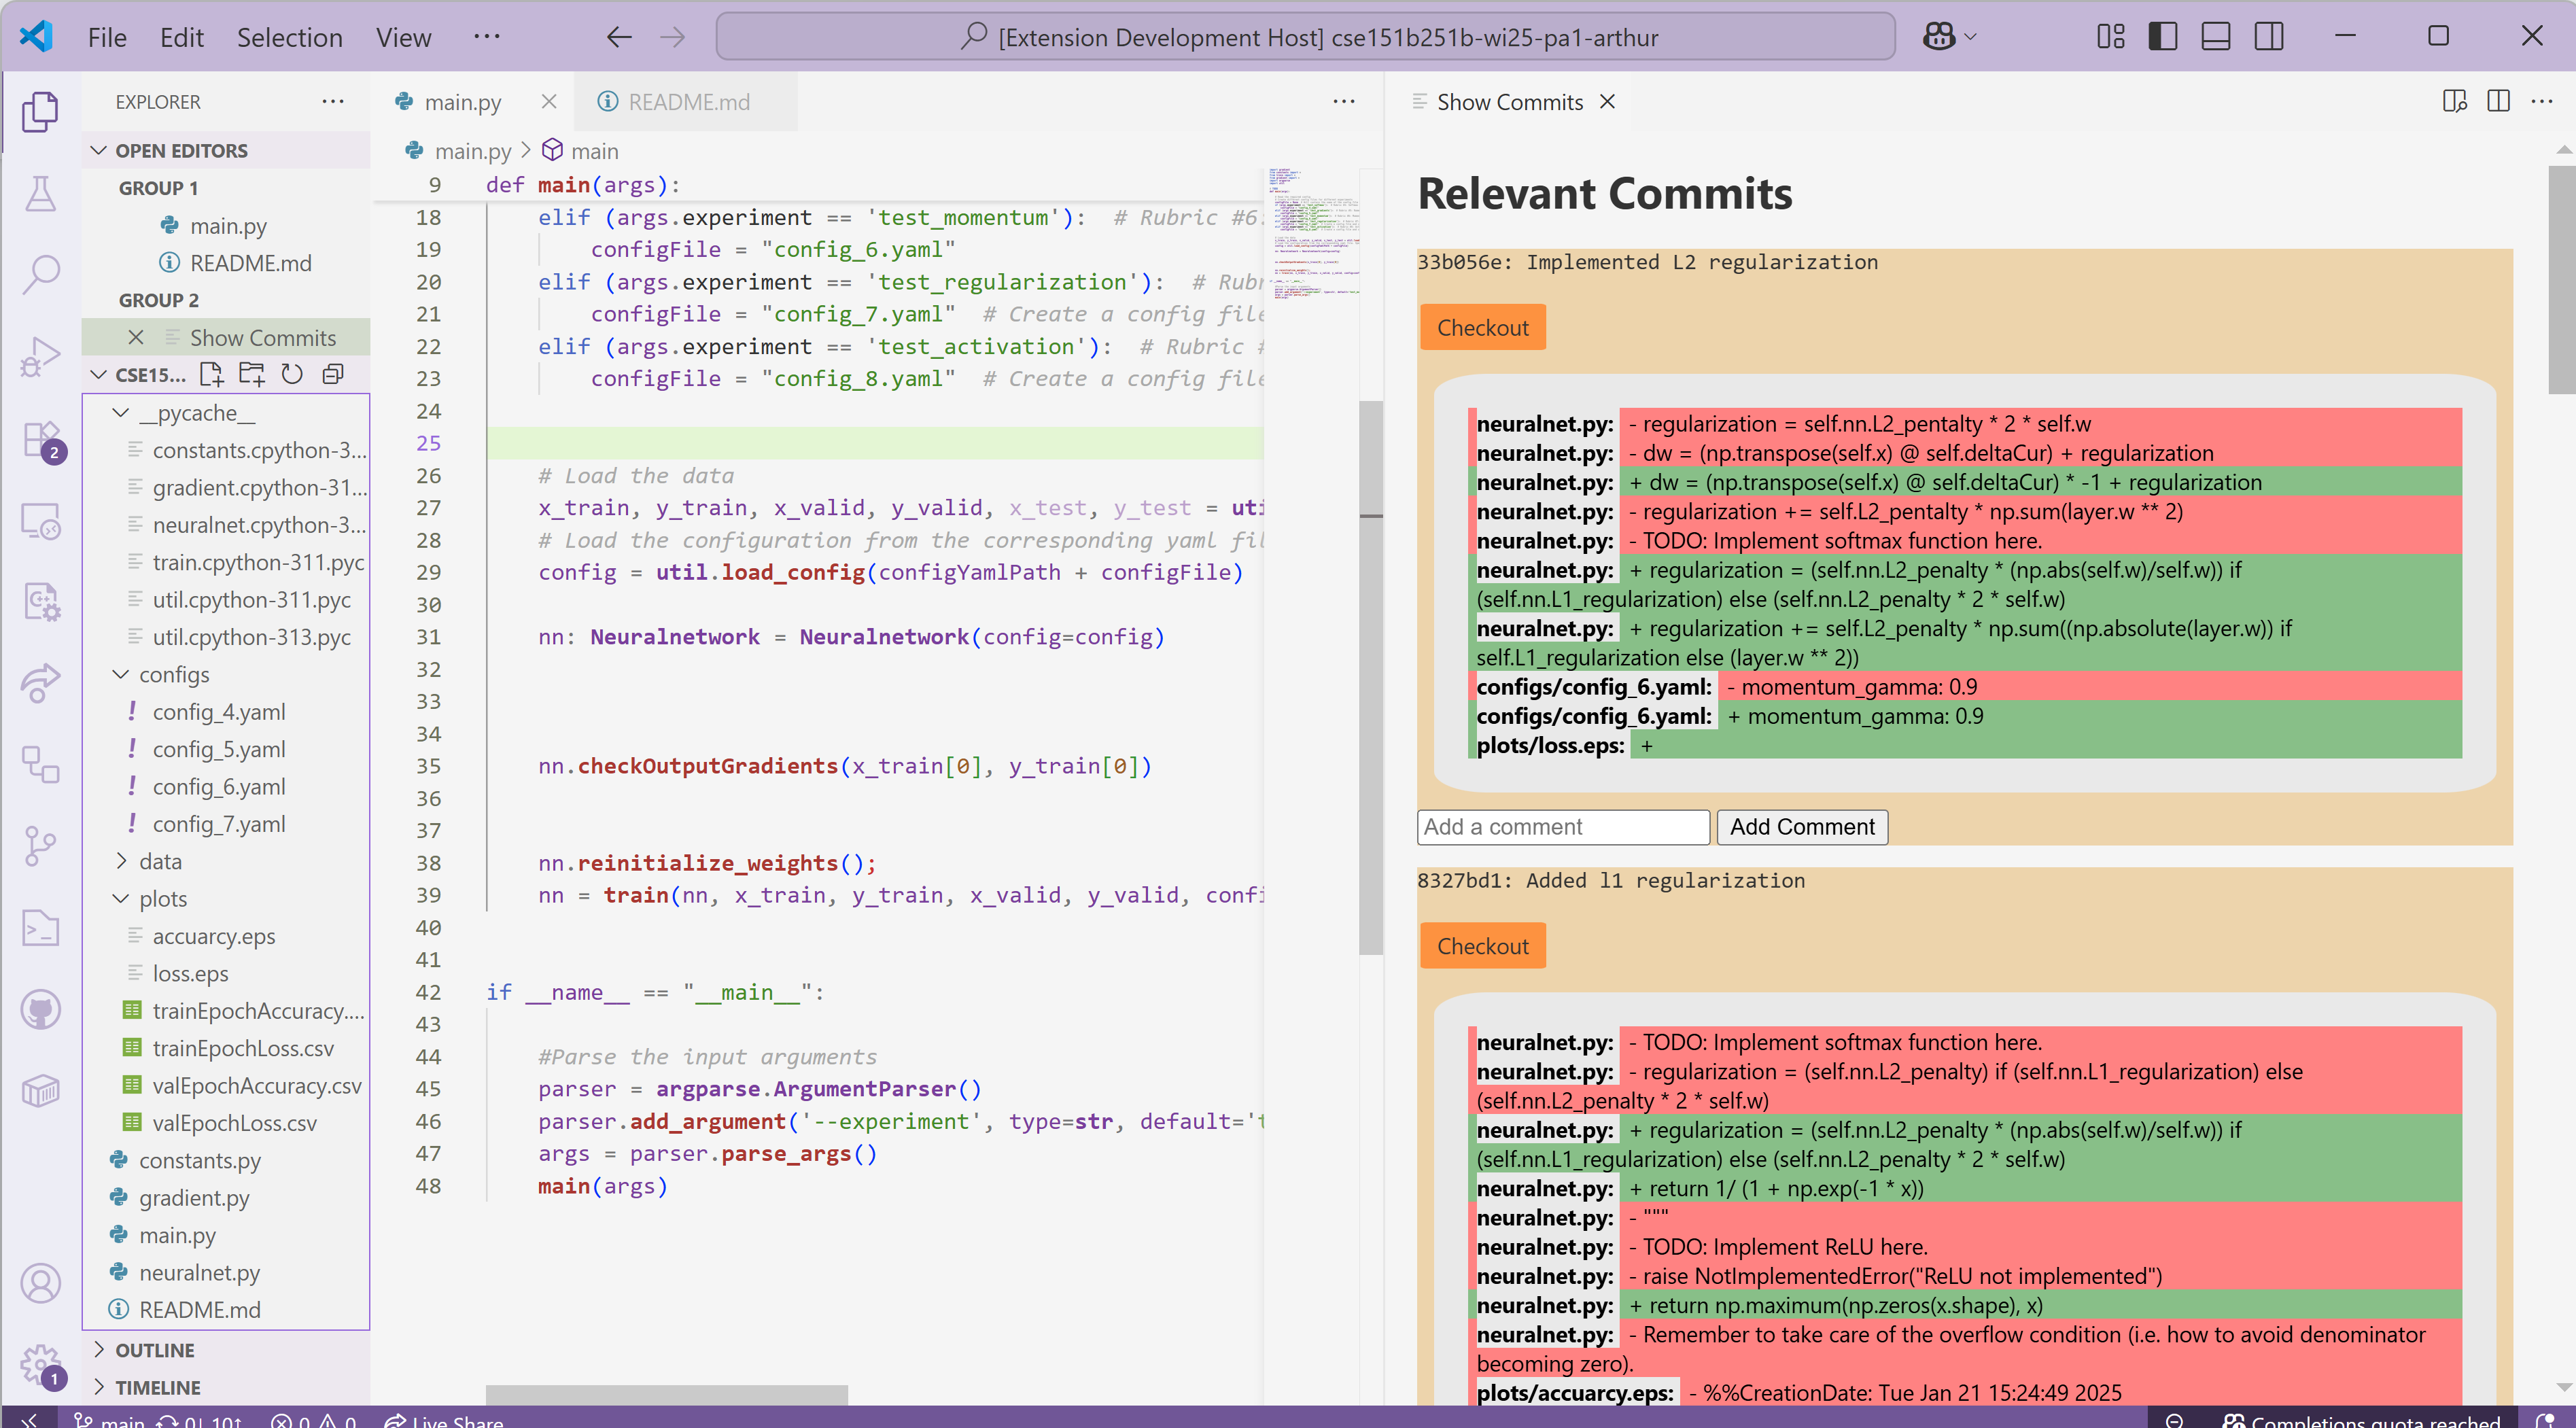 File Edit Selection View ···
[Extension Development Host] cse151b251b-wi25-pa1-arthur
EXPLORER
OPEN EDITORS
GROUP 1
main.py
README.md
GROUP 2
Show Commits
CSE15...
__pycache__
constants.cpython-3...
gradient.cpython-31...
neuralnet.cpython-3...
train.cpython-311.pyc
util.cpython-311.pyc
util.cpython-313.pyc
configs
! config_4.yaml
! config_5.yaml
! config_6.yaml
! config_7.yaml
data
plots
accuarcy.eps
loss.eps
trainEpochAccuracy....
trainEpochLoss.csv
valEpochAccuracy.csv
valEpochLoss.csv
constants.py
gradient.py
main.py
neuralnet.py
README.md
OUTLINE
TIMELINE
2
1
main.py
README.md
main.py > main
9 def main(args):
18 elif (args.experiment == 'test_momentum'): # Rubric #6:
19 configFile = "config_6.yaml"
20 elif (args.experiment == 'test_regularization'): # Rubr
21 configFile = "config_7.yaml" # Create a config file
22 elif (args.experiment == 'test_activation'): # Rubric #
23 configFile = "config_8.yaml" # Create a config file
24
25
26 # Load the data
27 x_train, y_train, x_valid, y_valid, x_test, y_test = uti
28 # Load the configuration from the corresponding yaml fil
29 config = util.load_config(configYamlPath + configFile)
30
31 nn: Neuralnetwork = Neuralnetwork(config=config)
32
33
34
35 nn.checkOutputGradients(x_train[0], y_train[0])
36
37
38 nn.reinitialize_weights();
39 nn = train(nn, x_train, y_train, x_valid, y_valid, confi
40
41
42 if __name__ == "__main__":
43
44 #Parse the input arguments
45 parser = argparse.ArgumentParser()
46 parser.add_argument('--experiment', type=str, default='t
47 args = parser.parse_args()
48 main(args)
Show Commits
Relevant Commits
33b056e: Implemented L2 regularization
Checkout
neuralnet.py: - regularization = self.nn.L2_pentalty * 2 * self.w
neuralnet.py: - dw = (np.transpose(self.x) @ self.deltaCur) + regularization
neuralnet.py: + dw = (np.transpose(self.x) @ self.deltaCur) * -1 + regularization
neuralnet.py: - regularization += self.L2_pentalty * np.sum(layer.w ** 2)
neuralnet.py: - TODO: Implement softmax function here.
neuralnet.py: + regularization = (self.nn.L2_penalty * (np.abs(self.w)/self.w)) if
(self.nn.L1_regularization) else (self.nn.L2_penalty * 2 * self.w)
neuralnet.py: + regularization += self.L2_penalty * np.sum((np.absolute(layer.w)) if
self.L1_regularization else (layer.w ** 2))
configs/config_6.yaml: - momentum_gamma: 0.9
configs/config_6.yaml: + momentum_gamma: 0.9
plots/loss.eps: +
Add a comment
Add Comment
8327bd1: Added l1 regularization
Checkout
neuralnet.py: - TODO: Implement softmax function here.
neuralnet.py: - regularization = (self.nn.L2_penalty) if (self.nn.L1_regularization) else
(self.nn.L2_penalty * 2 * self.w)
neuralnet.py: + regularization = (self.nn.L2_penalty * (np.abs(self.w)/self.w)) if
(self.nn.L1_regularization) else (self.nn.L2_penalty * 2 * self.w)
neuralnet.py: + return 1/ (1 + np.exp(-1 * x))
neuralnet.py: - """
neuralnet.py: - TODO: Implement ReLU here.
neuralnet.py: - raise NotImplementedError("ReLU not implemented")
neuralnet.py: + return np.maximum(np.zeros(x.shape), x)
neuralnet.py: - Remember to take care of the overflow condition (i.e. how to avoid denominator
becoming zero).
plots/accuarcy.eps: - %%CreationDate: Tue Jan 21 15:24:49 2025
main 0↓ 10↑ 0 0 Live Share
Completions quota reached